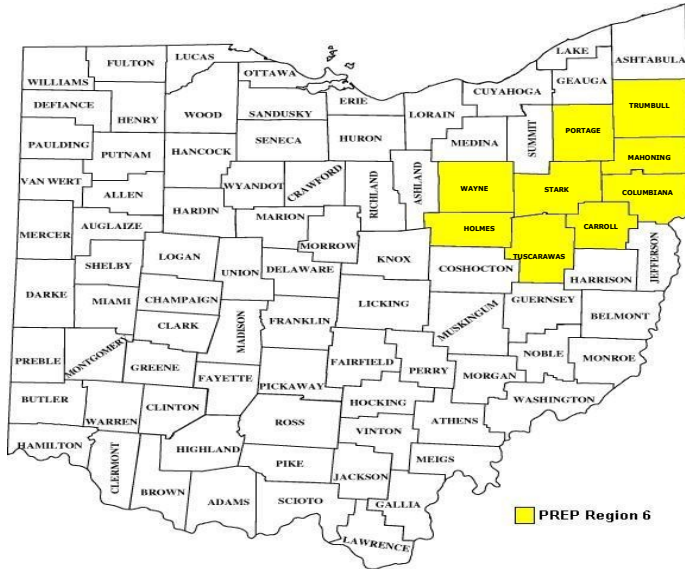 LAKE
ASHTABULA
FULTON
LUCAS
WILLIAMS
OTTAWA
GEAUGA
CUYAHOGA
DEFIANCE
HENRY
WOOD
SANDUSKY
ERIE
LORAIN
TRUMBULL
PORTAGE
SUMMIT
MEDINA
HURON
SENECA
PAULDING
PUTNAM
HANCOCK
MAHONING
VAN WERT
ALLEN
WYANDOT
CRAWFORD
RICHLAND
ASHLAND
WAYNE
STARK
COLUMBIANA
HARDIN
MARION
MERCER
AUGLAIZE
MORROW
HOLMES
CARROLL
TUSCARAWAS
JEFFERSON
LOGAN
UNION
DELAWARE
KNOX
COSHOCTON
HARRISON
SHELBY
DARKE
MIAMI
CHAMPAIGN
LICKING
MUSKINGUM
GUERNSEY
BELMONT
CLARK
MADISON
FRANKLIN
PREBLE
MONTGOMERY
GREENE
FAYETTE
PICKAWAY
FAIRFIELD
PERRY
MORGAN
NOBLE
MONROE
BUTLER
WARREN
CLINTON
HOCKING
WASHINGTON
ROSS
VINTON
ATHENS
HAMILTON
CLERMONT
HIGHLAND
PIKE
JACKSON
MEIGS
BROWN
ADAMS
SCIOTO
GALLIA
LAWRENCE
PREP Region 6